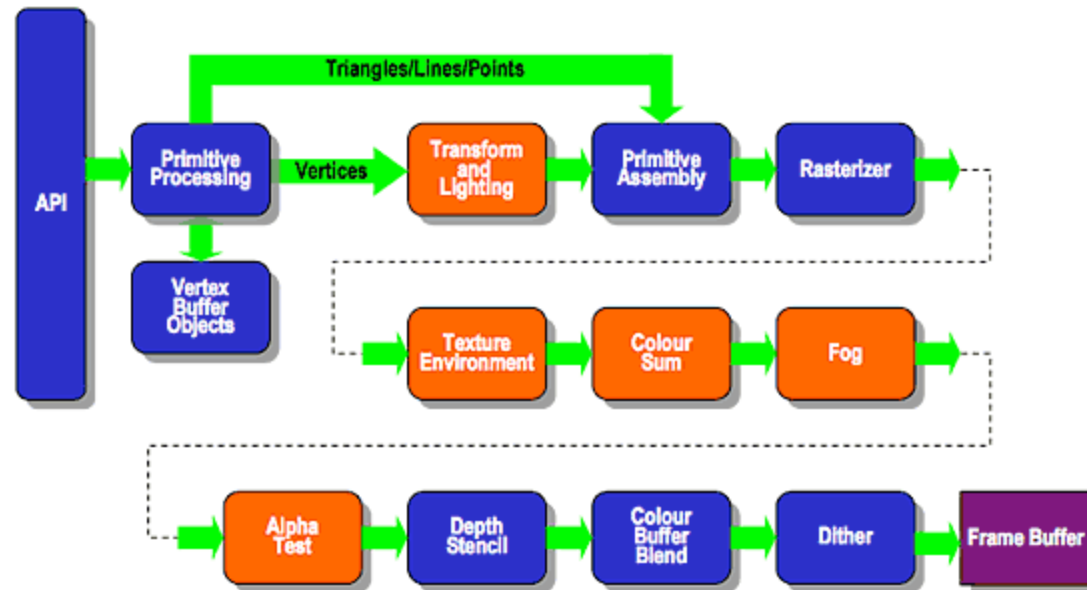 Triangles/Lines/Points
API
Primitive
Processing
Vertices
Transform
and
Lighting
Primitive
Assembly
Rasterizer
Vertex
Buffer
Objects
Texture
Environment
Colour
Sum
Fog
Alpha
Test
Depth
Stencil
Colour
Buffer
Blend
Dither
Frame Buffer